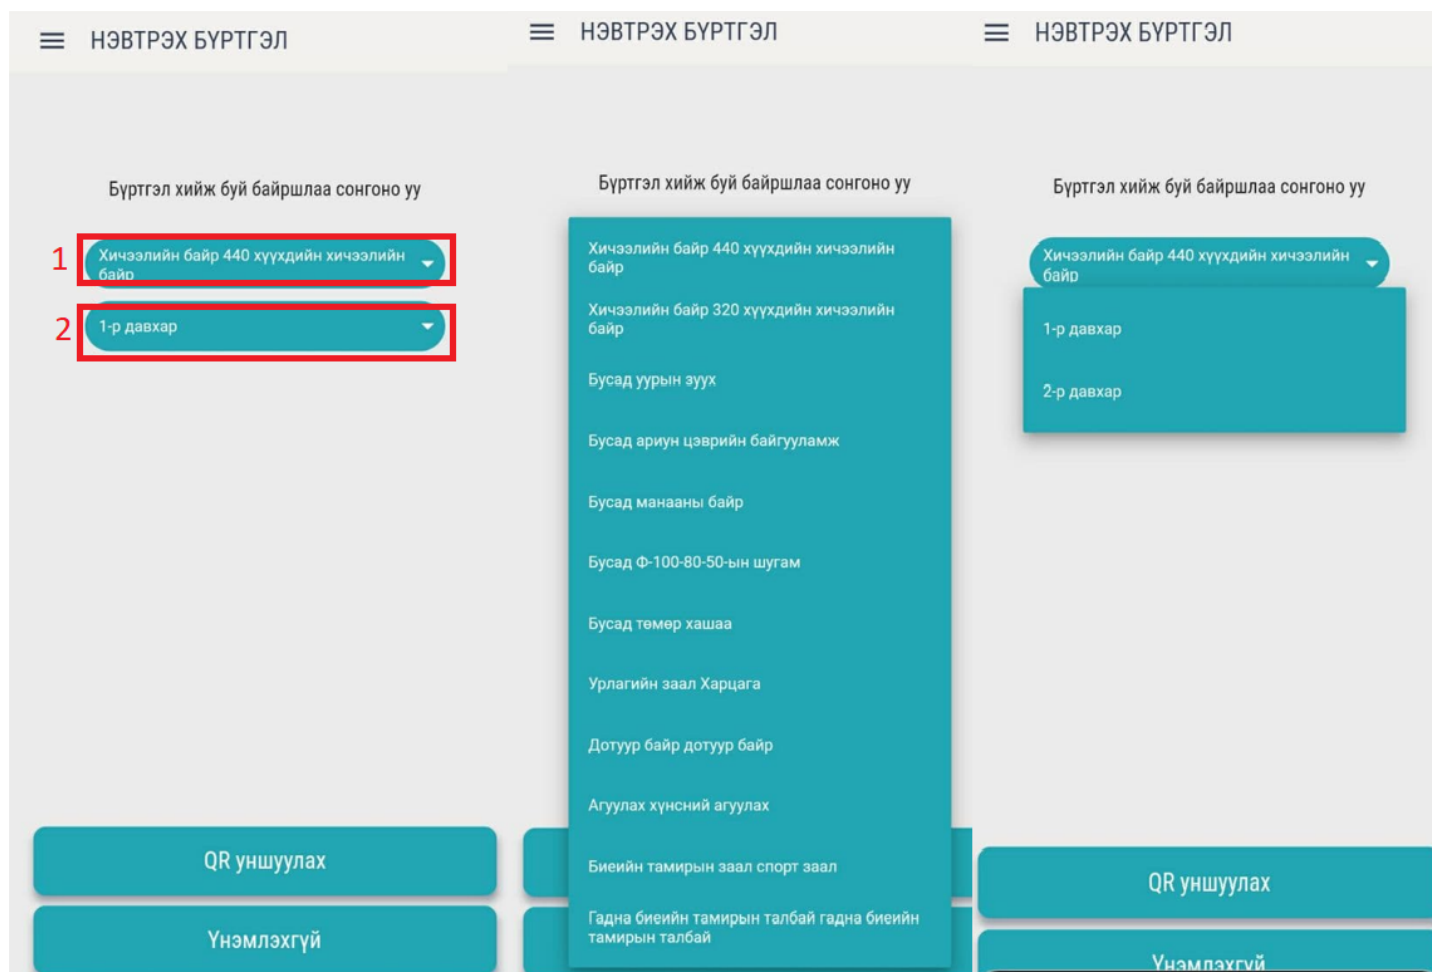 НЭВТРЭХ БҮРТГЭЛ
Бүртгэл хийж буй байршлаа сонгоно уу
1
Хичээлийн байр 440 хүүхдийн хичээлийн
байр
2
1-р давхар
QR уншуулах
Үнэмлэхгүй
НЭВТРЭХ БҮРТГЭЛ
Бүртгэл хийж буй байршлаа сонгоно уу
Хичээлийн байр 440 хүүхдийн хичээлийн
байр
Хичээлийн байр 320 хүүхдийн хичээлийн
байр
Бусад уурын зуух
Бусад ариун цэврийн байгууламж
Бусад манааны байр
Бусад Ф-100-80-50-ын шугам
Бусад төмөр хашаа
Урлагийн заал Харцага
Дотуур байр дотуур байр
Агуулах хүнсний агуулах
Биеийн тамирын заал спорт заал
Гадна биеийн тамирын талбай гадна биеийн
тамирын талбай
НЭВТРЭХ БҮРТГЭЛ
Бүртгэл хийж буй байршлаа сонгоно уу
Хичээлийн байр 440 хүүхдийн хичээлийн
байр
1-р давхар
2-р давхар
QR уншуулах
Үнэмлэхгүй